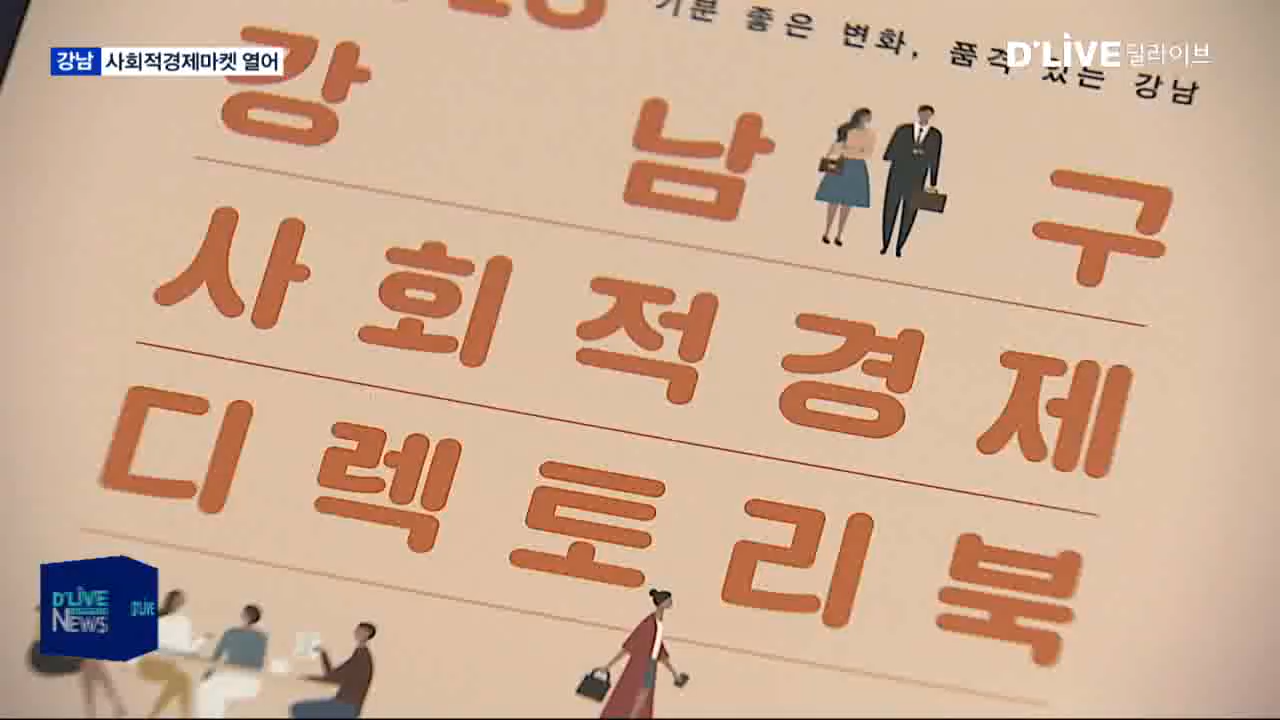 기분 좋은 변화, 품격 있는 강남
강남 사회적경제마켓 열어
D'LIVE 딜라이브
강남구
사회적경제
디렉토리북
D'LIVE
NEWS
D'LIVE